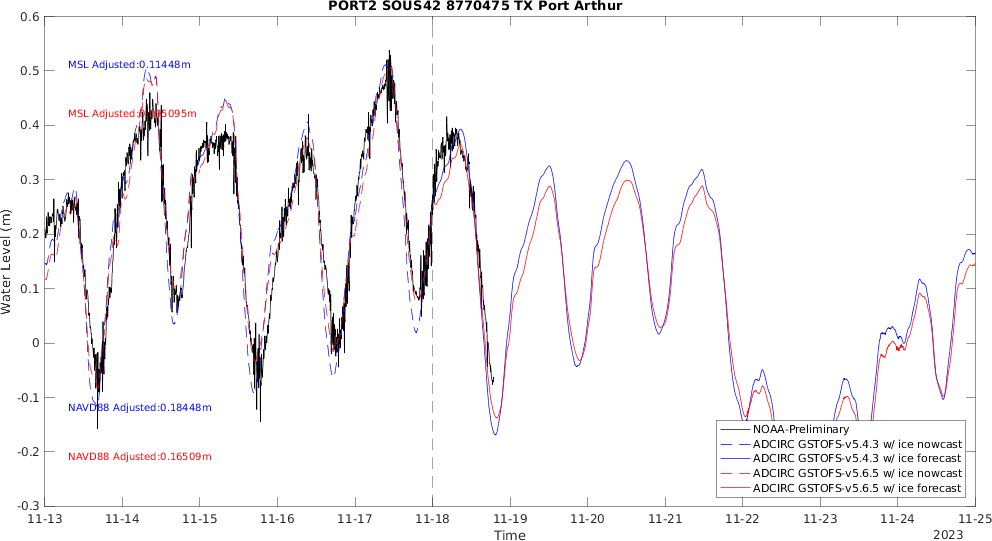 PORT2 SOUS42 8770475 TX Port Arthur
0.6
0.5
0.4
0.3
0.2
0.1
0
-0.1
-0.2
-0.3
Water Level (m)
MSL Adjusted:0.11448m
MSL Adjusted:
NAVD88 Adjusted:0.18448m
NAVD88 Adjusted:0.16509m
NOAA-Preliminary
ADCIRC GSTOFS-v5.4.3 w/ ice nowcast
ADCIRC GSTOFS-v5.4.3 w/ ice forecast
ADCIRC GSTOFS-v5.6.5 w/ ice nowcast
ADCIRC GSTOFS-v5.6.5 w/ ice forecast
11-13 11-14 11-15 11-16 11-17 11-18 11-19 11-20 11-21 11-22 11-23 11-24 11-25
Time
2023